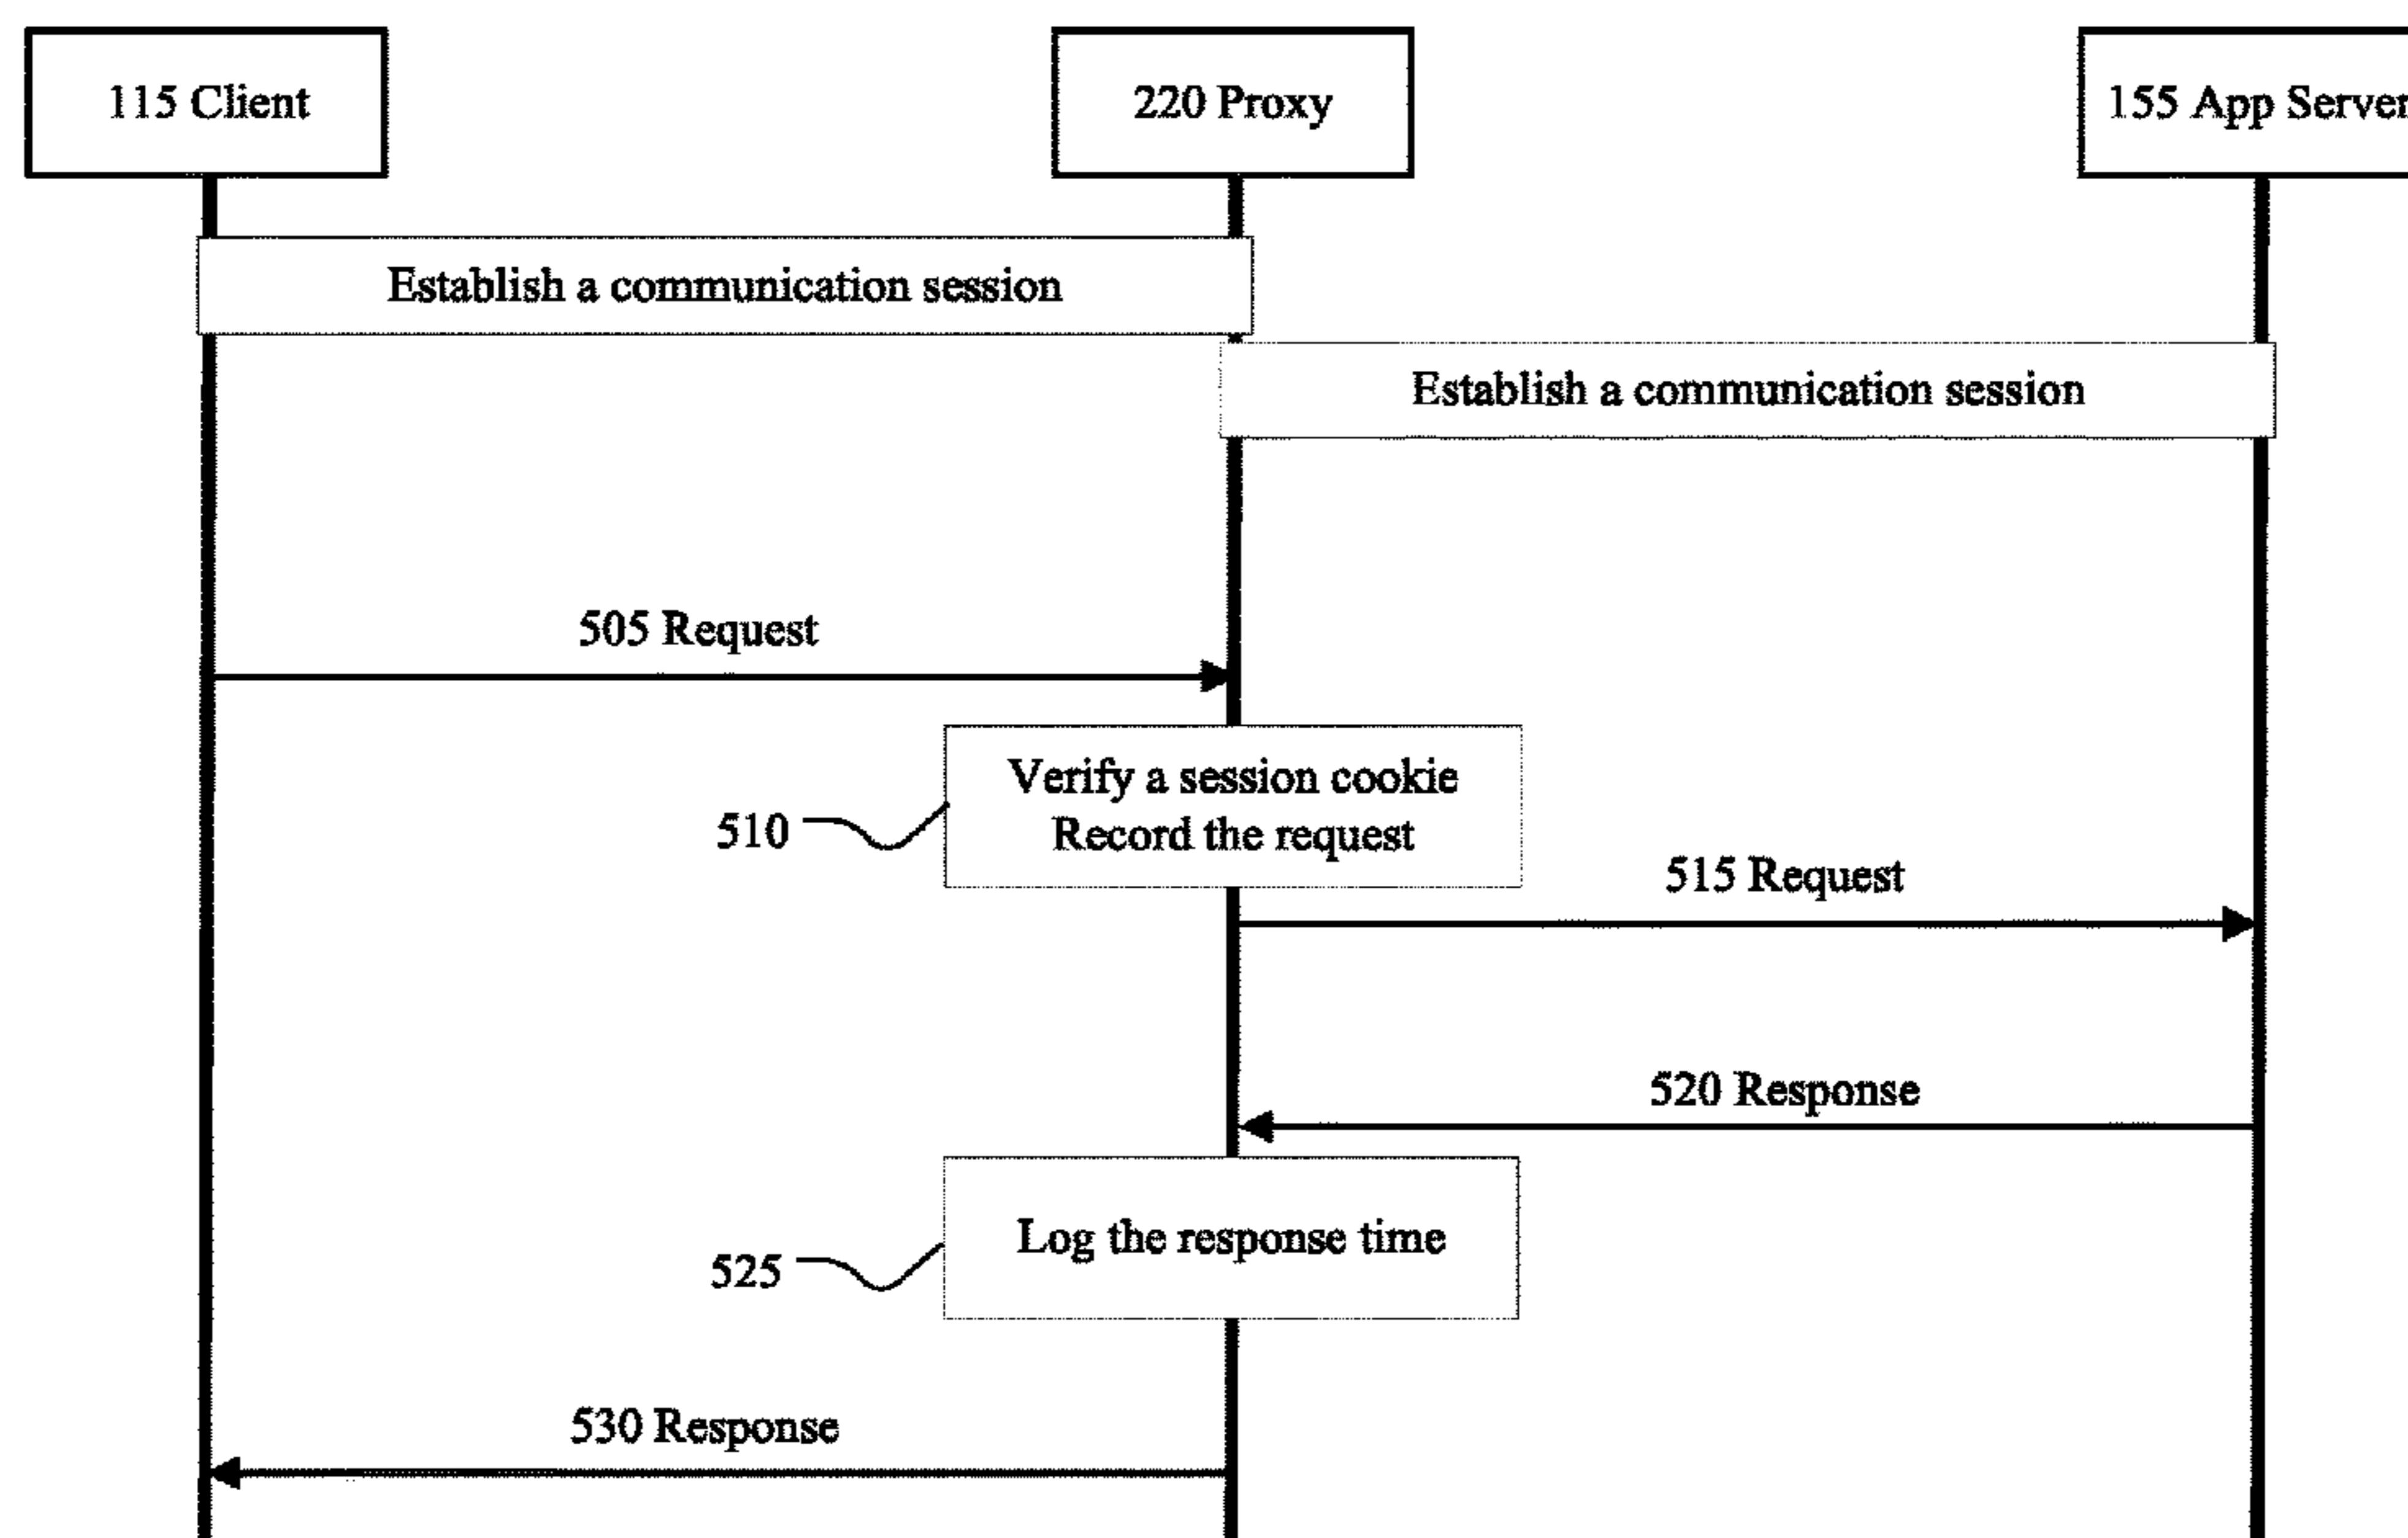 115 Client
220 Proxy
155 App Server
Establish a communication session
Establish a communication session
505 Request
Verify a session cookie
Record the request
510
515 Request
520 Response
Log the response time
525
530 Response